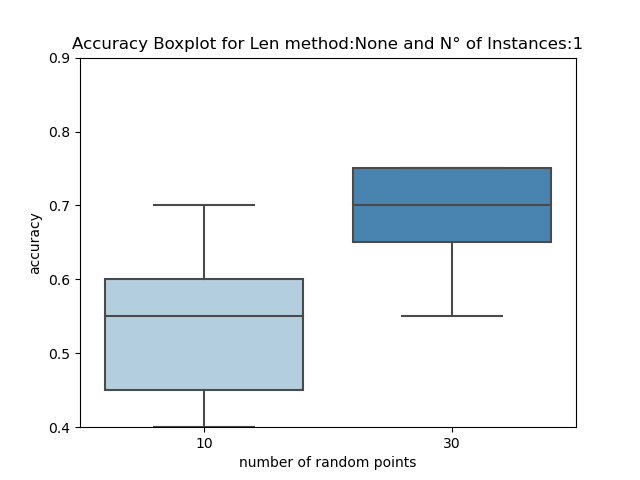 Accuracy Boxplot for Len method:None and N° of Instances:1
0.9
0.8
0.7
0.6
0.5
0.4
accuracy
10
30
number of random points